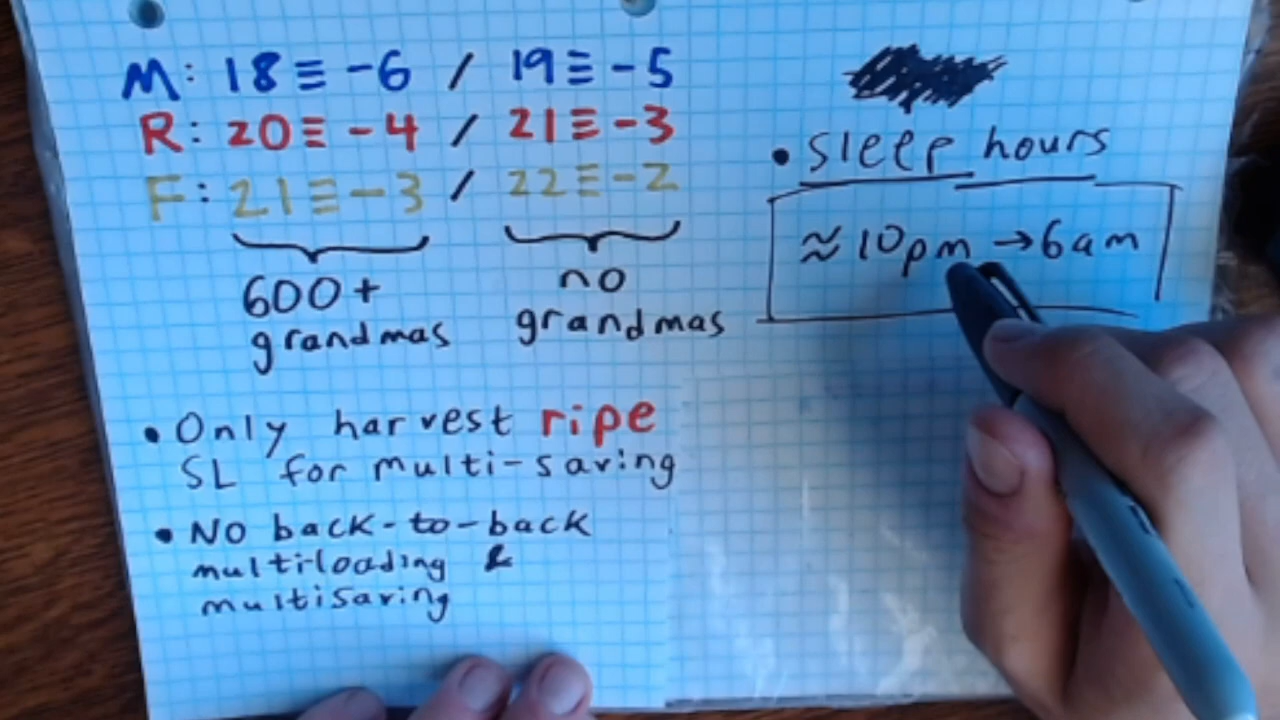 M: 18≡-6 / 19≡-5
R: 20≡-4 / 21≡-3
F: 21≡-3 / 22≡-2
600+ grandmas
no grandmas
• Only harvest ripe
SL for multi-saving
• No back-to-back
multiloading &
multisaving
• sleep hours
≈10pm →6am